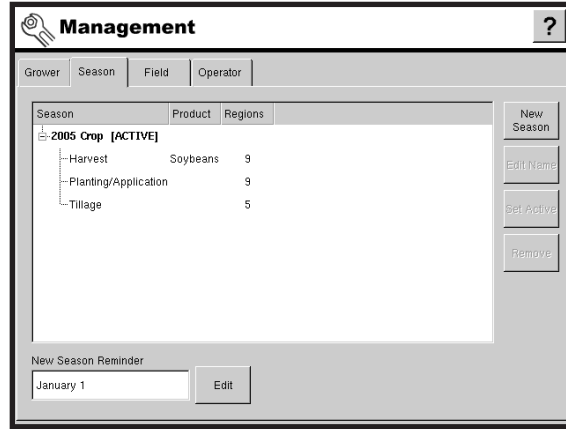 Management ?
Grower Season Field Operator
Season Product Regions
2005 Crop [ACTIVE]
Harvest Soybeans 9
Planting/Application 9
Tillage 5
New
Season
Edit Name
Set Active
Remove
New Season Reminder
January 1 Edit